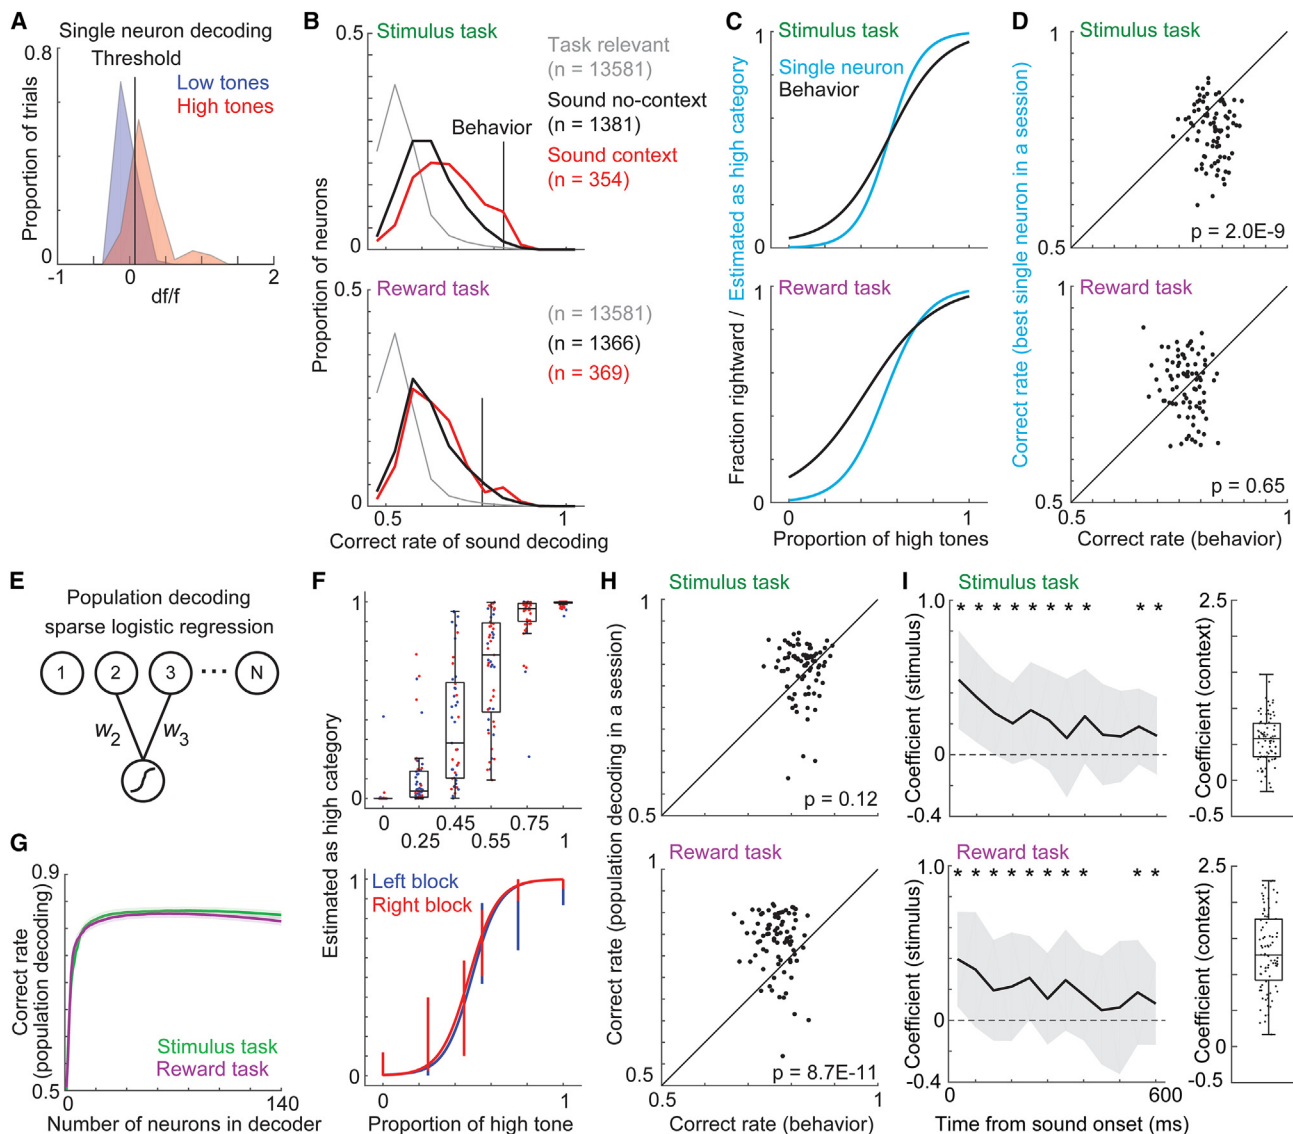 A
Single neuron decoding
Threshold
Low tones
High tones
0.8
0
Proportion of trials
-1
0
2
df/f
B
0.5
Stimulus task
Task relevant
(n = 13581)
Sound no-context
(n = 1381)
Sound context
(n = 354)
Behavior
0
Proportion of neurons
0.5
Reward task
(n = 13581)
(n = 1366)
(n = 369)
0
0.5
1
Correct rate of sound decoding
C
1
Stimulus task
Single neuron
Behavior
0
Fraction rightward / Estimated as high category
1
Reward task
0
0
1
Proportion of high tones
D
1
Stimulus task
p = 2.0E-9
0.5
Correct rate (best single neuron in a session)
1
Reward task
p = 0.65
0.5
0.5
1
Correct rate (behavior)
E
Population decoding
sparse logistic regression
1
2
3
...
N
w2
w3
F
1
0
0
0.25
0.45
0.55
0.75
1
Estimated as high category
1
Left block
Right block
1
0
1
Proportion of high tone
G
0.9
Correct rate
(population decoding)
Stimulus task
Reward task
0.5
0
140
Number of neurons in decoder
H
Stimulus task
1
p = 0.12
0.5
Correct rate (population decoding in a session)
Reward task
1
p = 8.7E-11
0.5
0.5
1
Correct rate (behavior)
I
Stimulus task
1.0
* * * * * * * * * *
0
-0.4
Coefficient (stimulus)
2.5
0
-0.5
Coefficient (context)
Reward task
1.0
* * * * * * * * * *
0
-0.4
Coefficient (stimulus)
0
600
Time from sound onset (ms)
2.5
0
-0.5
Coefficient (context)